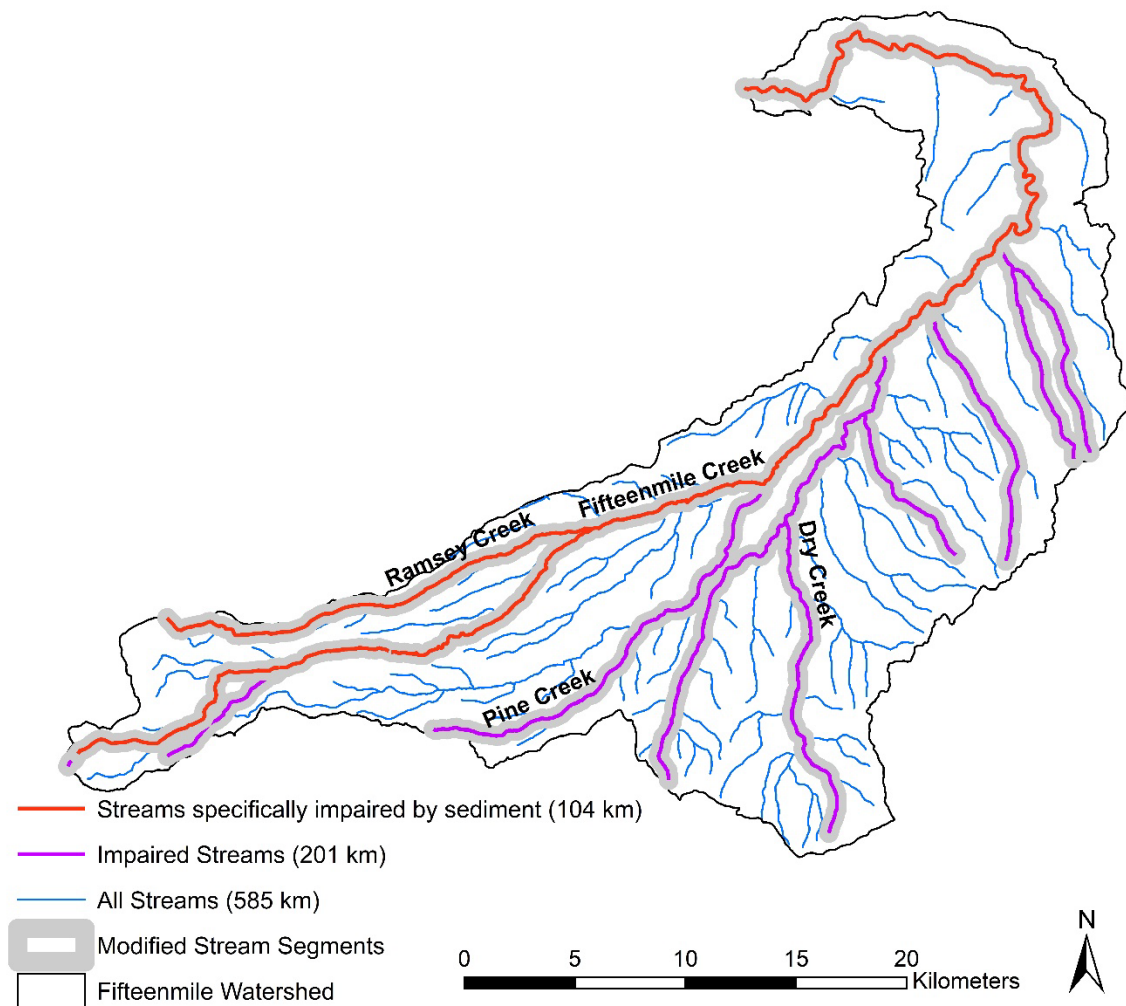 Fifteenmile Creek
Ramsey Creek
Dry Creek
Pine Creek
Streams specifically impaired by sediment (104 km)
Impaired Streams (201 km)
All Streams (585 km)
Modified Stream Segments
Fifteenmile Watershed
0 5 10 15 20
Kilometers
N